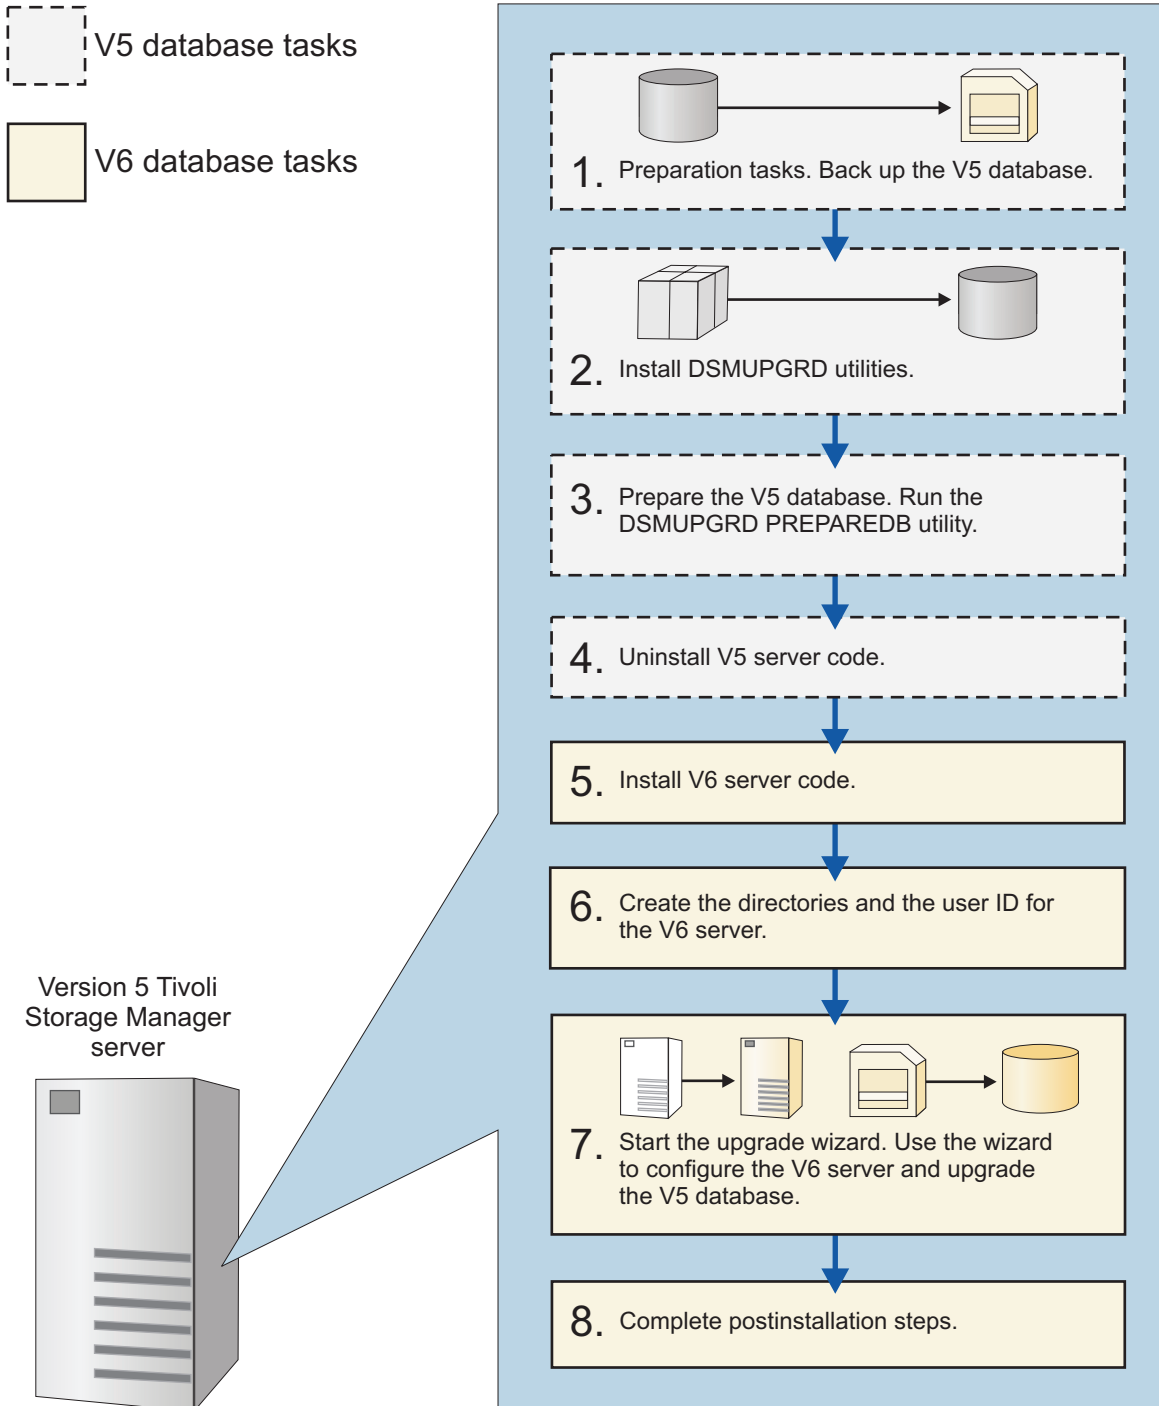 V5 database tasks
V6 database tasks
1. Preparation tasks. Back up the V5 database.
2. Install DSMUPGRD utilities.
3. Prepare the V5 database. Run the
DSMUPGRD PREPAREDB utility.
4. Uninstall V5 server code.
5. Install V6 server code.
6. Create the directories and the user ID for
the V6 server.
7. Start the upgrade wizard. Use the wizard
to configure the V6 server and upgrade
the V5 database.
8. Complete postinstallation steps.
Version 5 Tivoli
Storage Manager
server